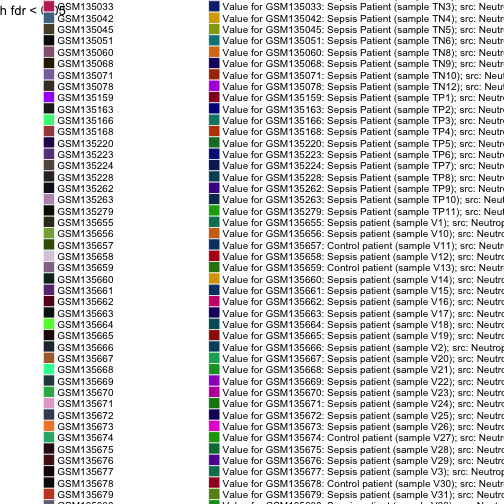 GSM135033 Value for GSM135033: Sepsis Patient (sample TN3); src: Neutr
h fdr <
GSM135042 Value for GSM135042: Sepsis Patient (sample TN4); src: Neutr
GSM135045 Value for GSM135045: Sepsis Patient (sample TN5); src: Neutr
GSM135051 Value for GSM135051: Sepsis Patient (sample TN6); src: Neutr
GSM135060 Value for GSM135060: Sepsis Patient (sample TN8); src: Neutr
GSM135068 Value for GSM135068: Sepsis Patient (sample TN9); src: Neutr
GSM135071 Value for GSM135071: Sepsis Patient (sample TN10); src: Neut
GSM135078 Value for GSM135078: Sepsis Patient (sample TN12); src: Neut
GSM135159 Value for GSM135159: Sepsis Patient (sample TP1); src: Neutr
GSM135163 Value for GSM135163: Sepsis Patient (sample TP2); src: Neutr
GSM135166 Value for GSM135166: Sepsis Patient (sample TP3); src: Neutr
GSM135168 Value for GSM135168: Sepsis Patient (sample TP4); src: Neutr
GSM135220 Value for GSM135220: Sepsis Patient (sample TP5); src: Neutr
GSM135223 Value for GSM135223: Sepsis Patient (sample TP6); src: Neutr
GSM135224 Value for GSM135224: Sepsis Patient (sample TP7); src: Neutr
GSM135228 Value for GSM135228: Sepsis Patient (sample TP8); src: Neutr
GSM135262 Value for GSM135262: Sepsis Patient (sample TP9); src: Neutr
GSM135263 Value for GSM135263: Sepsis Patient (sample TP10); src: Neut
GSM135279 Value for GSM135279: Sepsis Patient (sample TP11); src: Neut
GSM135655 Value for GSM135655: Sepsis patient (sample V1); src: Neutrop
GSM135656 Value for GSM135656: Sepsis patient (sample V10); src: Neutro
GSM135657 Value for GSM135657: Control patient (sample V11); src: Neutr
GSM135658 Value for GSM135658: Sepsis patient (sample V12); src: Neutro
GSM135659 Value for GSM135659: Control patient (sample V13); src: Neutr
GSM135660 Value for GSM135660: Sepsis patient (sample V14); src: Neutro
GSM135661 Value for GSM135661: Sepsis patient (sample V15); src: Neutro
GSM135662 Value for GSM135662: Sepsis patient (sample V16); src: Neutro
GSM135663 Value for GSM135663: Sepsis patient (sample V17); src: Neutro
GSM135664 Value for GSM135664: Sepsis patient (sample V18); src: Neutro
GSM135665 Value for GSM135665: Sepsis patient (sample V19); src: Neutro
GSM135666 Value for GSM135666: Sepsis patient (sample V2); src: Neutrop
GSM135667 Value for GSM135667: Sepsis patient (sample V20); src: Neutro
GSM135668 Value for GSM135668: Sepsis patient (sample V21); src: Neutro
GSM135669 Value for GSM135669: Sepsis patient (sample V22); src: Neutro
GSM135670 Value for GSM135670: Sepsis patient (sample V23); src: Neutro
GSM135671 Value for GSM135671: Sepsis patient (sample V24); src: Neutro
GSM135672 Value for GSM135672: Sepsis patient (sample V25); src: Neutro
GSM135673 Value for GSM135673: Sepsis patient (sample V26); src: Neutro
GSM135674 Value for GSM135674: Control patient (sample V27); src: Neutr
GSM135675 Value for GSM135675: Sepsis patient (sample V28); src: Neutro
GSM135676 Value for GSM135676: Sepsis patient (sample V29); src: Neutro
GSM135677 Value for GSM135677: Sepsis patient (sample V3); src: Neutrop
GSM135678 Value for GSM135678: Control patient (sample V30); src: Neutr
GSM135679 Value for GSM135679: Sepsis patient (sample V31); src: Neutro